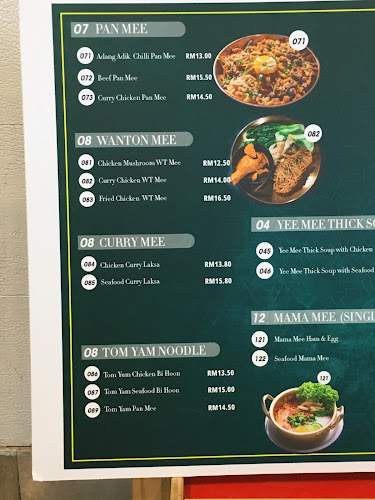 07 PAN MEE
071 Adang Adik Chilli Pan Mee RM13.00
072 Beef Pan Mee RM15.50
073 Curry Chicken Pan Mee RM14.50
071
08 WANTON MEE
081 Chicken Mushroom WT Mee RM12.50
082 Curry Chicken WT Mee RM14.00
083 Fried Chicken WT Mee RM16.50
082
08 CURRY MEE
084 Chicken Curry Laksa RM13.80
085 Seafood Curry Laksa RM15.80
08 TOM YAM NOODLE
086 Tom Yum Chicken Bi Hoon RM13.50
087 Tom Yum Seafood Bi Hoon RM15.00
089 Tom Yam Pan Mee RM14.50
04 YEE MEE THICK SOUP
045 Yee Mee Thick Soup with Chicken
046 Yee Mee Thick Soup with Seafood
12 MAMA MEE (SINGL
121 Mama Mee Ham & Egg
122 Seafood Mama Mee
121